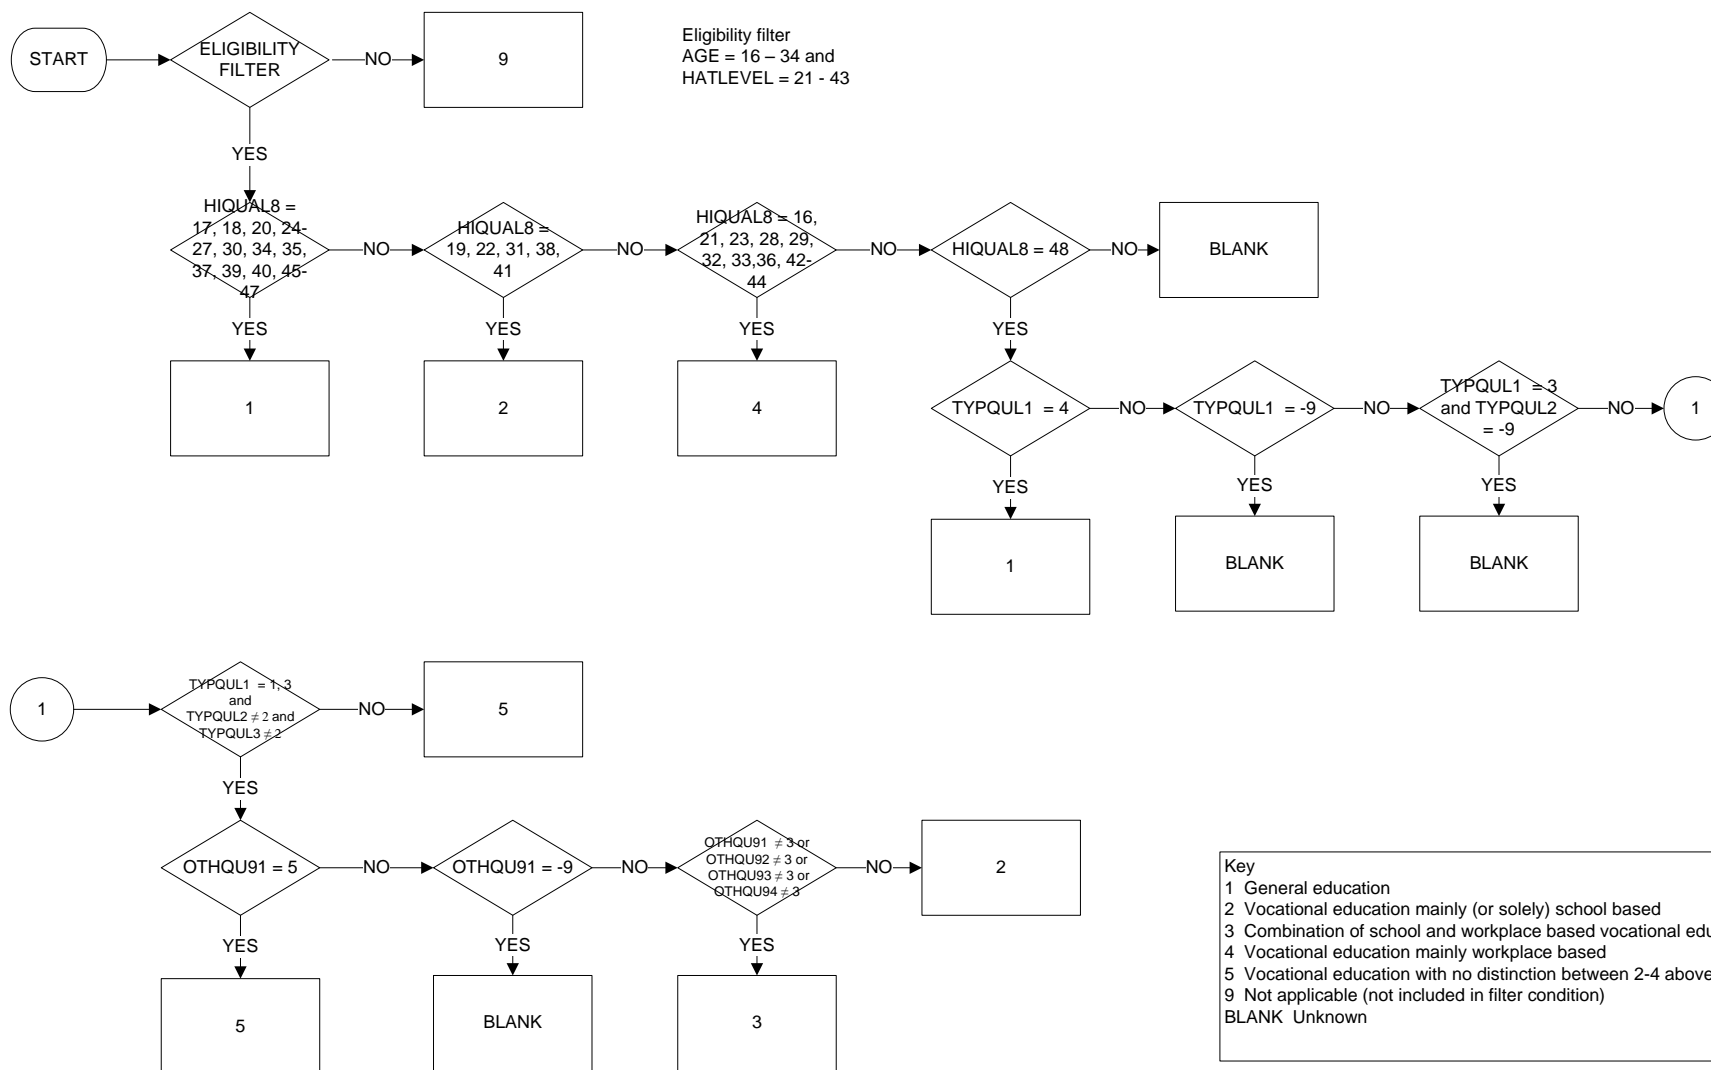 START
ELIGIBILITY
FILTER
NO
9
Eligibility filter
AGE = 16 – 34 and
HATLEVEL = 21 - 43
YES
HIQUAL8 =
17, 18, 20, 24-
27, 30, 34, 35,
37, 39, 40, 45-
47
NO
HIQUAL8 =
19, 22, 31, 38,
41
NO
HIQUAL8 = 16,
21, 23, 28, 29,
32, 33,36, 42-
44
NO
HIQUAL8 = 48
NO
BLANK
YES
YES
YES
YES
1
2
4
TYPQUL1 = 4
NO
TYPQUL1 = -9
NO
TYPQUL1 = 3
and TYPQUL2
= -9
NO
1
YES
YES
YES
1
BLANK
BLANK
1
TYPQUL1 = 1, 3
and
TYPQUL2 ≠ 2 and
TYPQUL3 ≠ 2
NO
5
YES
OTHQU91 = 5
NO
OTHQU91 = -9
NO
OTHQU91 ≠ 3 or
OTHQU92 ≠ 3 or
OTHQU93 ≠ 3 or
OTHQU94 ≠ 3
NO
2
YES
YES
YES
5
BLANK
3
Key
1 General education
2 Vocational education mainly (or solely) school based
3 Combination of school and workplace based vocational edu
4 Vocational education mainly workplace based
5 Vocational education with no distinction between 2-4 above
9 Not applicable (not included in filter condition)
BLANK Unknown